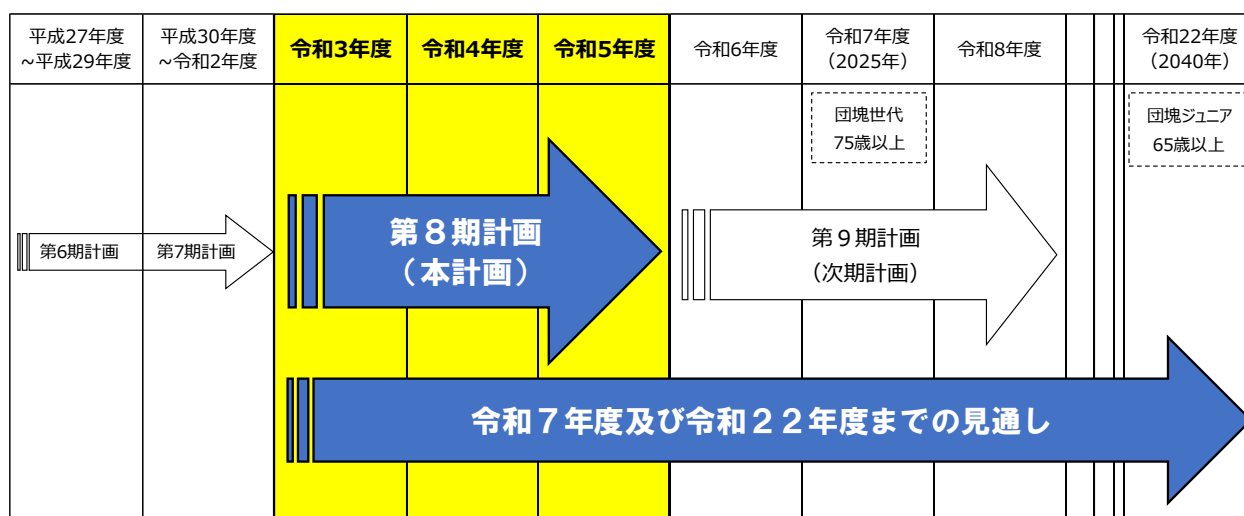 平成27年度
~平成29年度
平成30年度
~令和2年度
令和3年度
令和4年度
令和5年度
令和6年度
令和7年度
（2025年）
令和8年度
令和22年度
（2040年）
団塊世代
75歳以上
団塊ジュニア
65歳以上
第6期計画
第7期計画
第８期計画
（本計画）
第９期計画
（次期計画）
令和７年度及び令和２２年度までの見通し